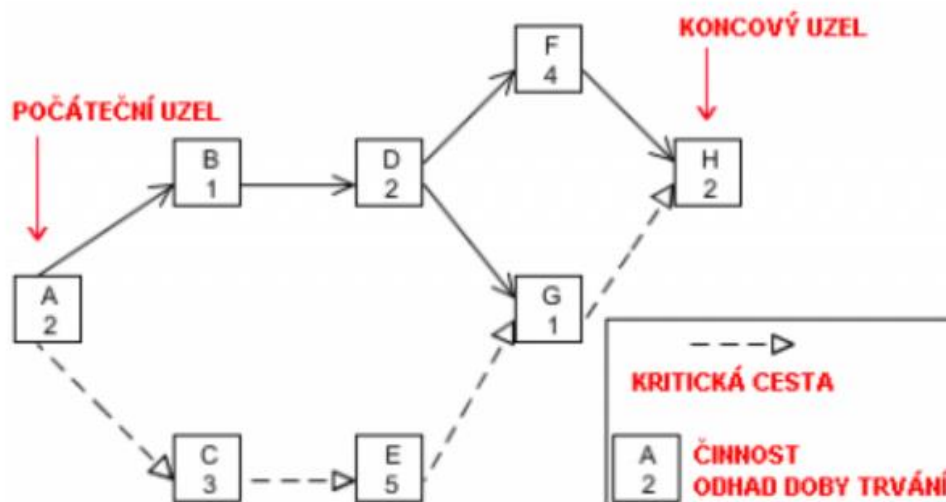 KONCOVÝ UZEL
F
4
POČÁTEČNÍ UZEL
B
1
D
2
H
2
A
2
G
1
KRITICKÁ CESTA
C
3
E
5
A
2
ČINNOST
ODHAD DOBY TRVÁNÍ